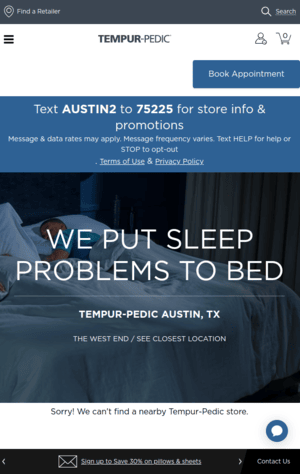 Find a Retailer
Search
TEMPUR-PEDIC
0
Book Appointment
Text AUSTIN2 to 75225 for store info &
promotions
Message & data rates may apply. Message frequency varies. Text HELP for help or
STOP to opt-out
. Terms of Use & Privacy Policy
WE PUT SLEEP
PROBLEMS TO BED
TEMPUR-PEDIC AUSTIN, TX
THE WEST END / SEE CLOSEST LOCATION
Sorry! We can't find a nearby Tempur-Pedic store.
Sign up to Save 30% on pillows & sheets
Contact Us